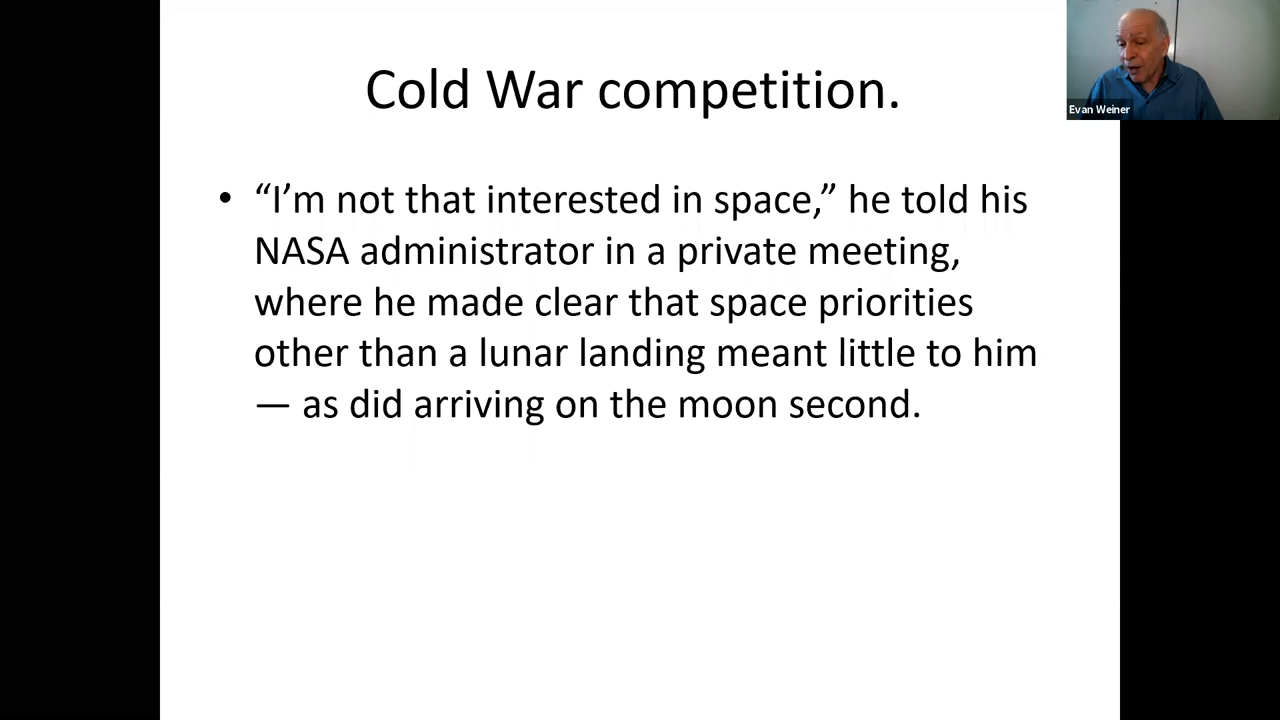 Cold War competition.
Evan Weiner
• “I’m not that interested in space,” he told his
NASA administrator in a private meeting,
where he made clear that space priorities
other than a lunar landing meant little to him
— as did arriving on the moon second.